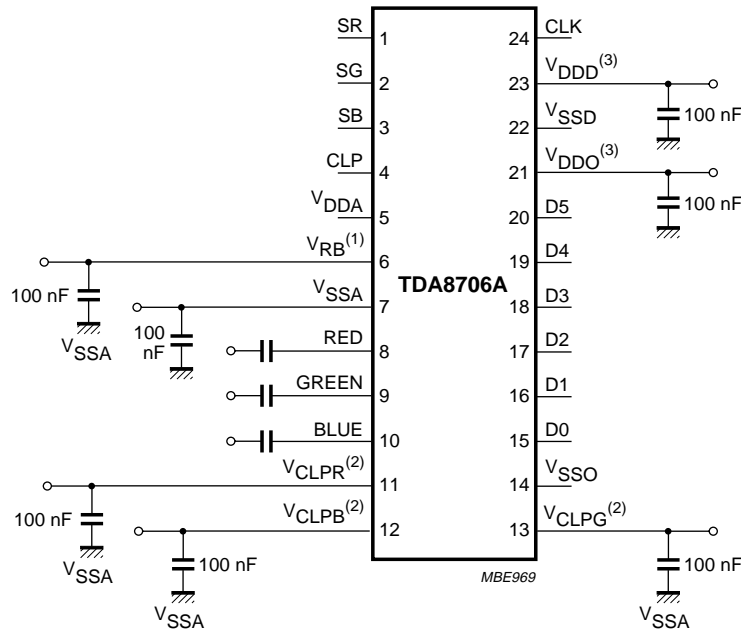 SR
1
24
CLK
SG
2
23
VDDD(3)
100 nF
SB
3
22
VSSD
CLP
4
21
VDDO(3)
100 nF
VDDA
5
20
D5
VRB(1)
6
19
D4
100 nF
VSSA
TDA8706A
VSSA
7
18
D3
100
nF
RED
8
17
D2
GREEN
9
16
D1
BLUE
10
15
D0
VCLPR(2)
11
14
VSSO
100 nF
VSSA
VCLPB(2)
12
13
VCLPG(2)
100 nF
VSSA
100 nF
VSSA
MBE969